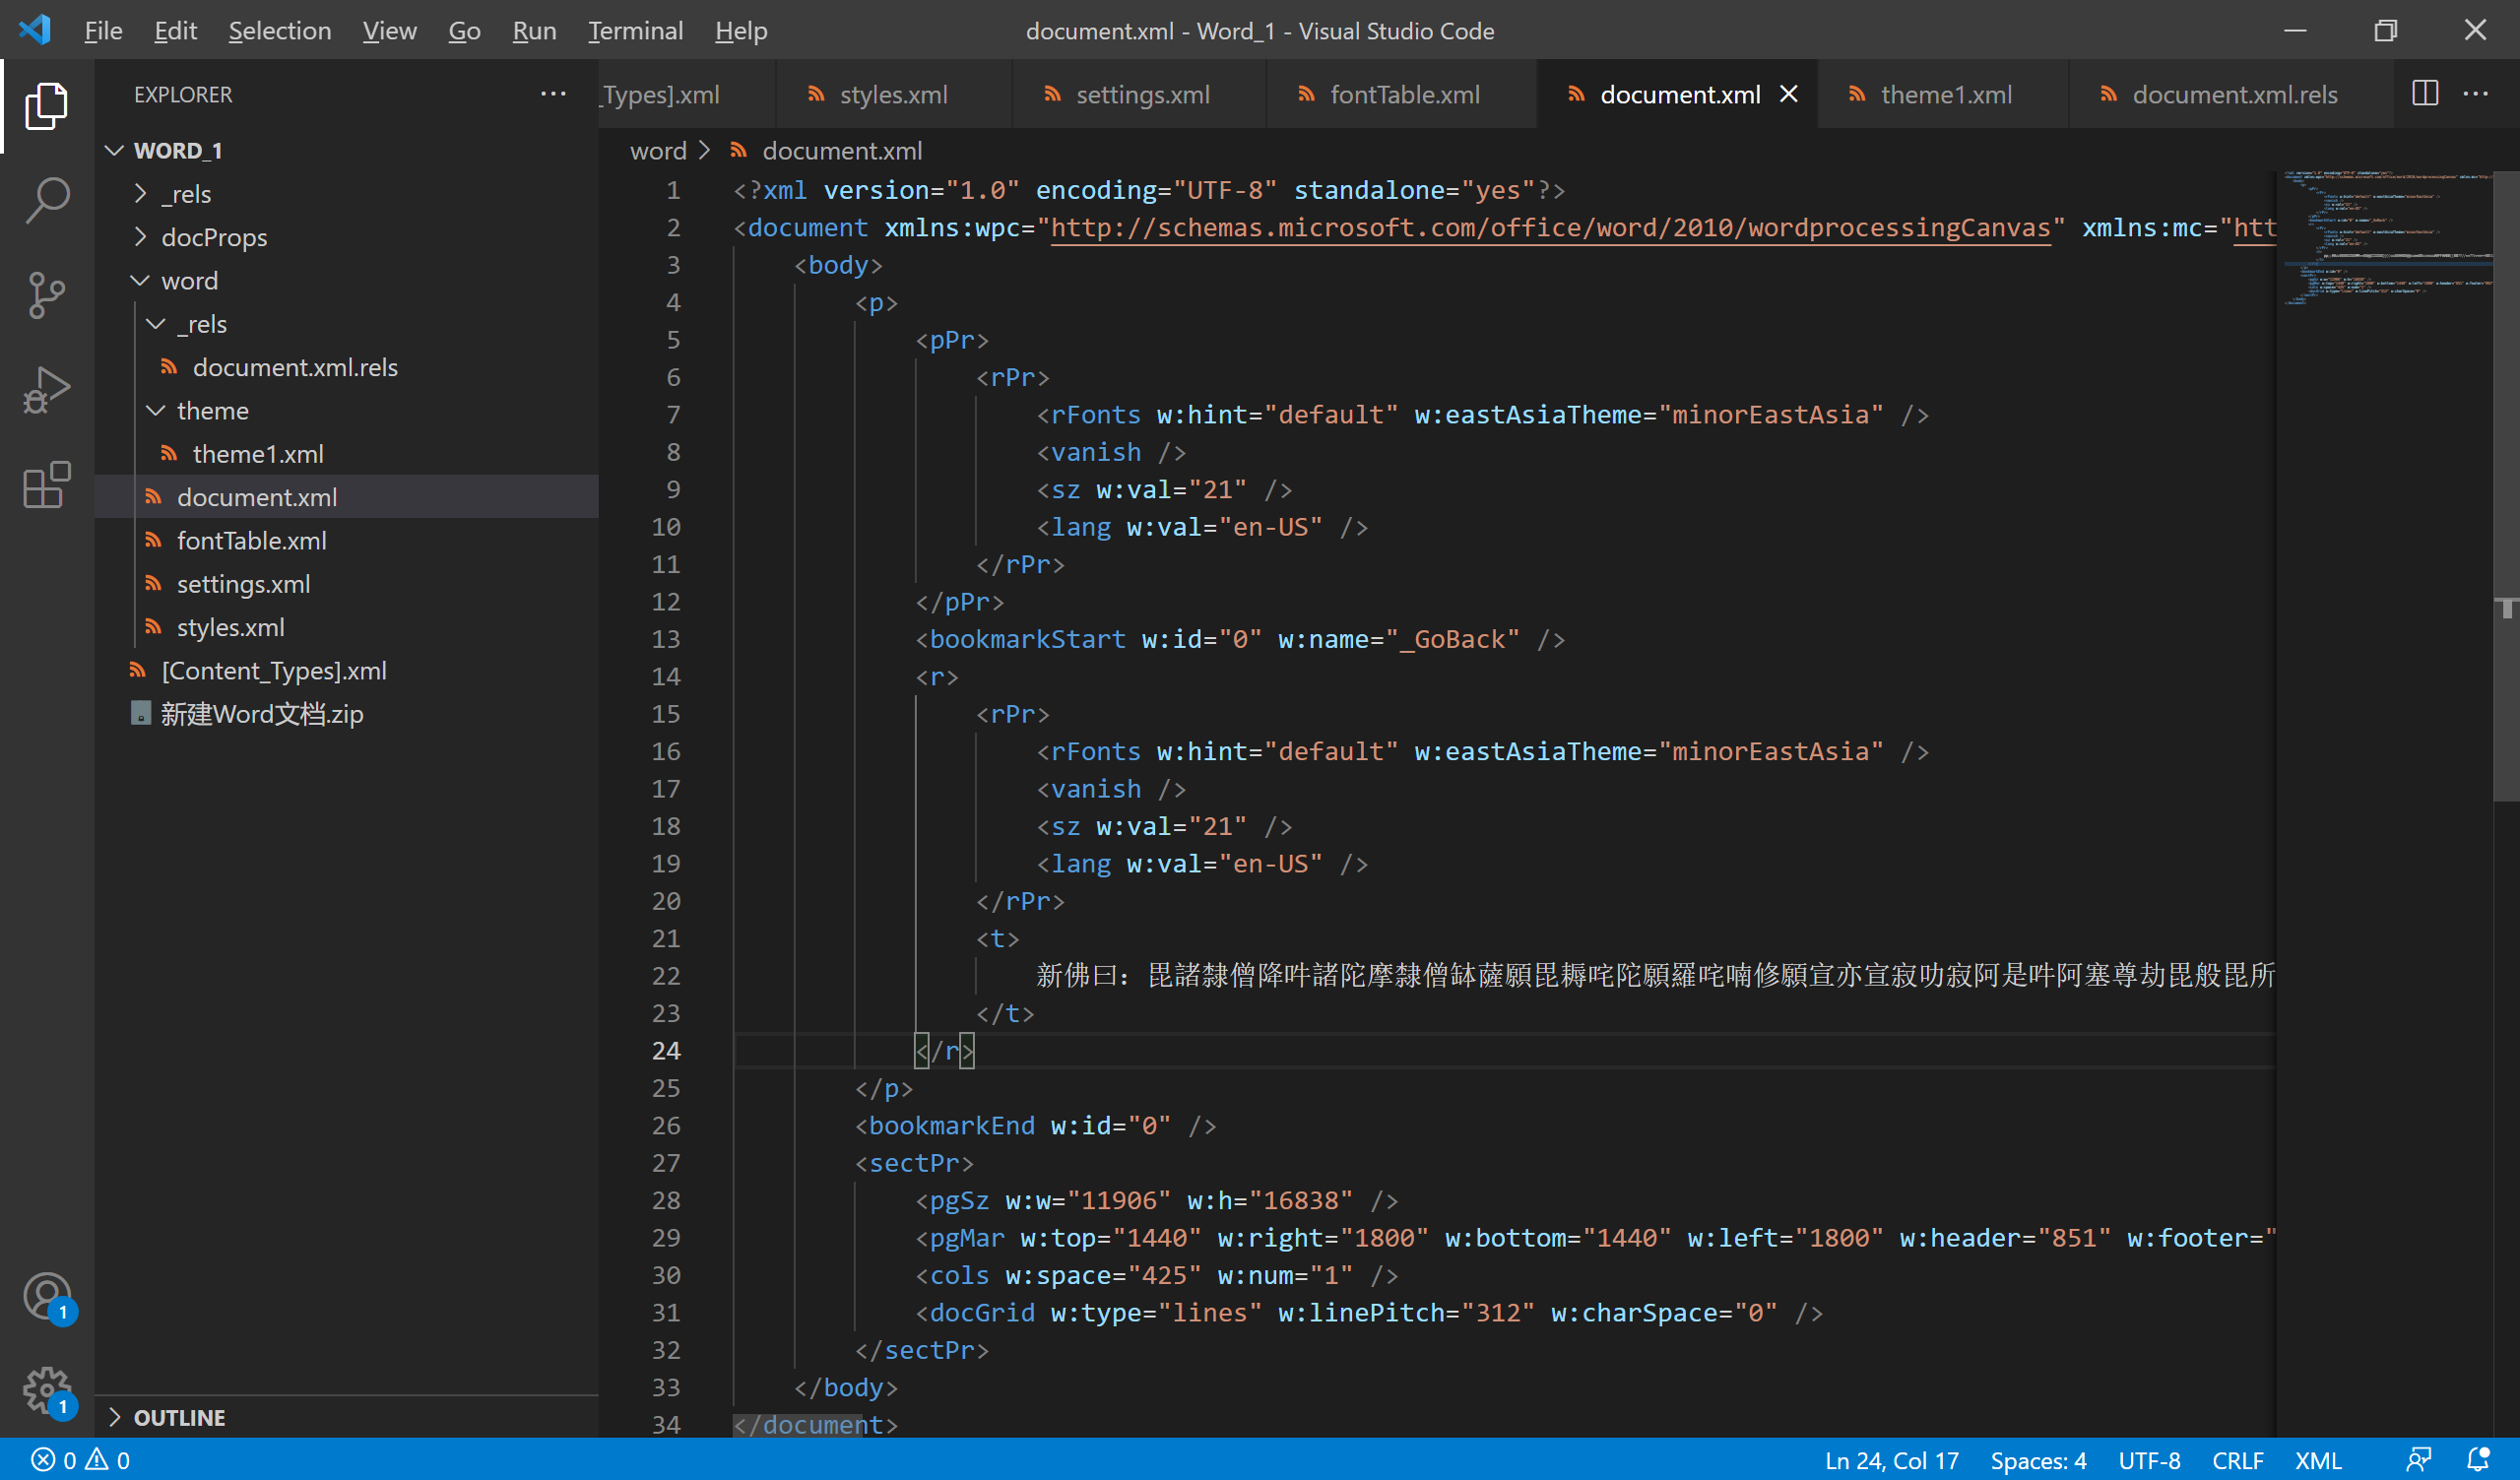 File Edit Selection View Go Run Terminal Help
document.xml - Word_1 - Visual Studio Code
EXPLORER
WORD_1
_rels
docProps
word
_rels
document.xml.rels
theme
theme1.xml
document.xml
fontTable.xml
settings.xml
styles.xml
[Content_Types].xml
新建Word文档.zip
OUTLINE
_Types].xml styles.xml settings.xml fontTable.xml document.xml theme1.xml document.xml.rels
word > document.xml
1 <?xml version="1.0" encoding="UTF-8" standalone="yes"?>
2 <document xmlns:wpc="http://schemas.microsoft.com/office/word/2010/wordprocessingCanvas" xmlns:mc="htt
3 <body>
4 <p>
5 <pPr>
6 <rPr>
7 <rFonts w:hint="default" w:eastAsiaTheme="minorEastAsia" />
8 <vanish />
9 <sz w:val="21" />
10 <lang w:val="en-US" />
11 </rPr>
12 </pPr>
13 <bookmarkStart w:id="0" w:name="_GoBack" />
14 <r>
15 <rPr>
16 <rFonts w:hint="default" w:eastAsiaTheme="minorEastAsia" />
17 <vanish />
18 <sz w:val="21" />
19 <lang w:val="en-US" />
20 </rPr>
21 <t>
22 新佛曰：毘諸隸僧降吽諸陀摩隸僧缽薩願毘耨咤陀願羅咤喃修願宣亦宣寂叻寂阿是吽阿塞尊劫毘般毘所
23 </t>
24 </r>
25 </p>
26 <bookmarkEnd w:id="0" />
27 <sectPr>
28 <pgSz w:w="11906" w:h="16838" />
29 <pgMar w:top="1440" w:right="1800" w:bottom="1440" w:left="1800" w:header="851" w:footer="
30 <cols w:space="425" w:num="1" />
31 <docGrid w:type="lines" w:linePitch="312" w:charSpace="0" />
32 </sectPr>
33 </body>
34 </document>
1
1
0 0
Ln 24, Col 17 Spaces: 4 UTF-8 CRLF XML